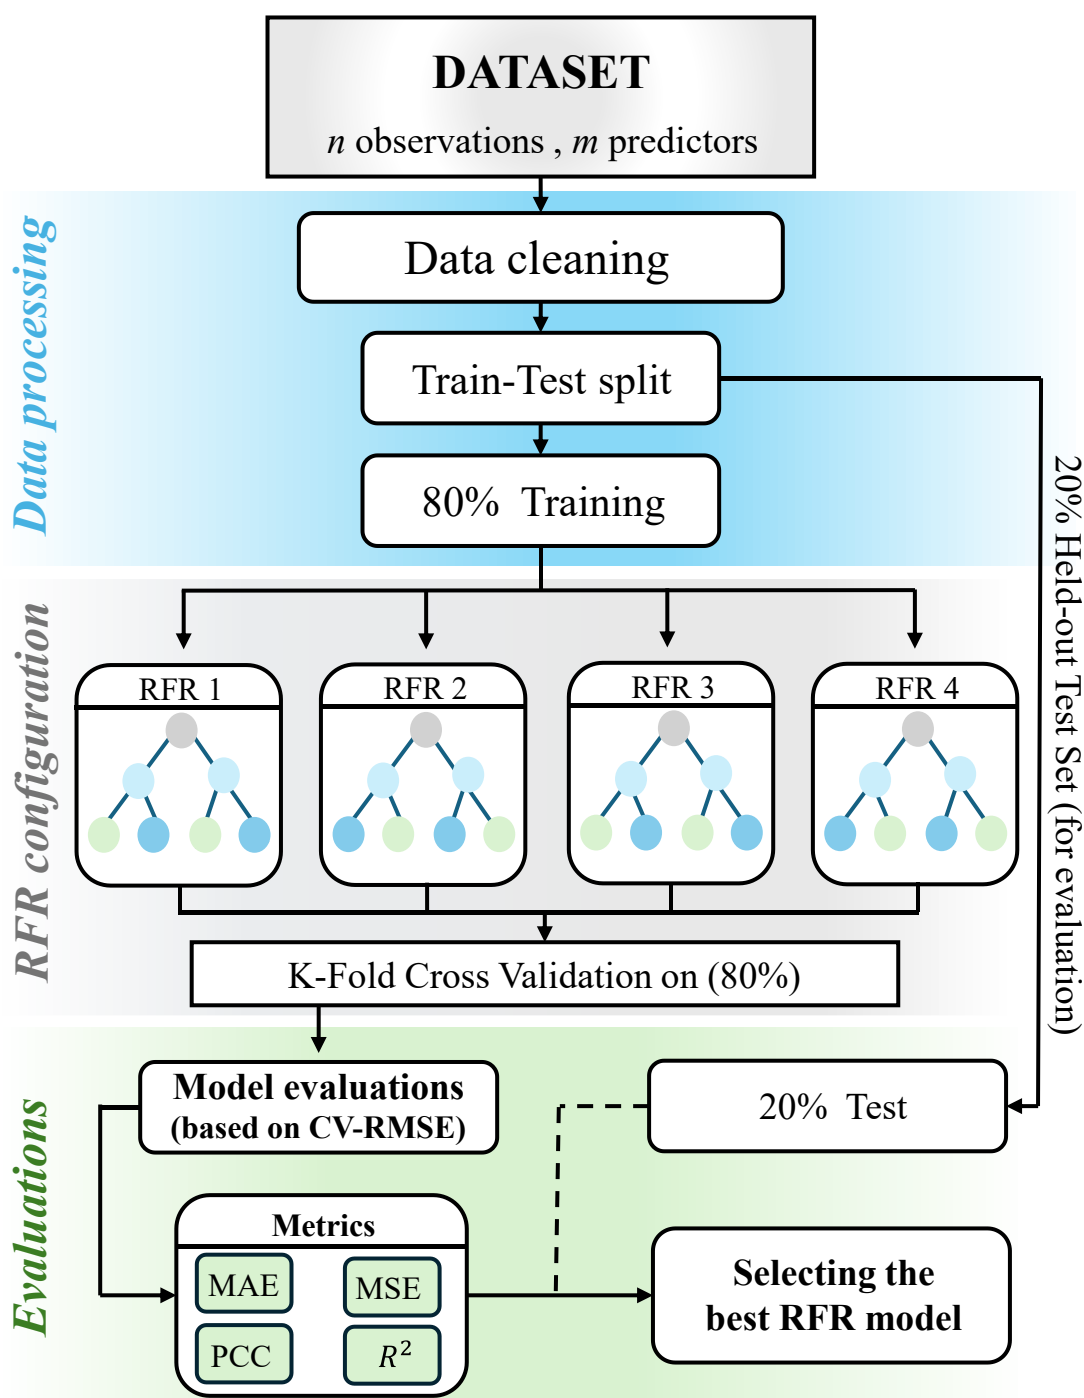 DATASET
n observations , m predictors
Data processing
Data cleaning
Train-Test split
80% Training
20% Held-out Test Set (for evaluation)
RFR configuration
RFR 1
RFR 2
RFR 3
RFR 4
K-Fold Cross Validation on (80%)
Evaluations
Model evaluations
(based on CV-RMSE)
20% Test
Metrics
MAE
MSE
PCC
R²
Selecting the
best RFR model